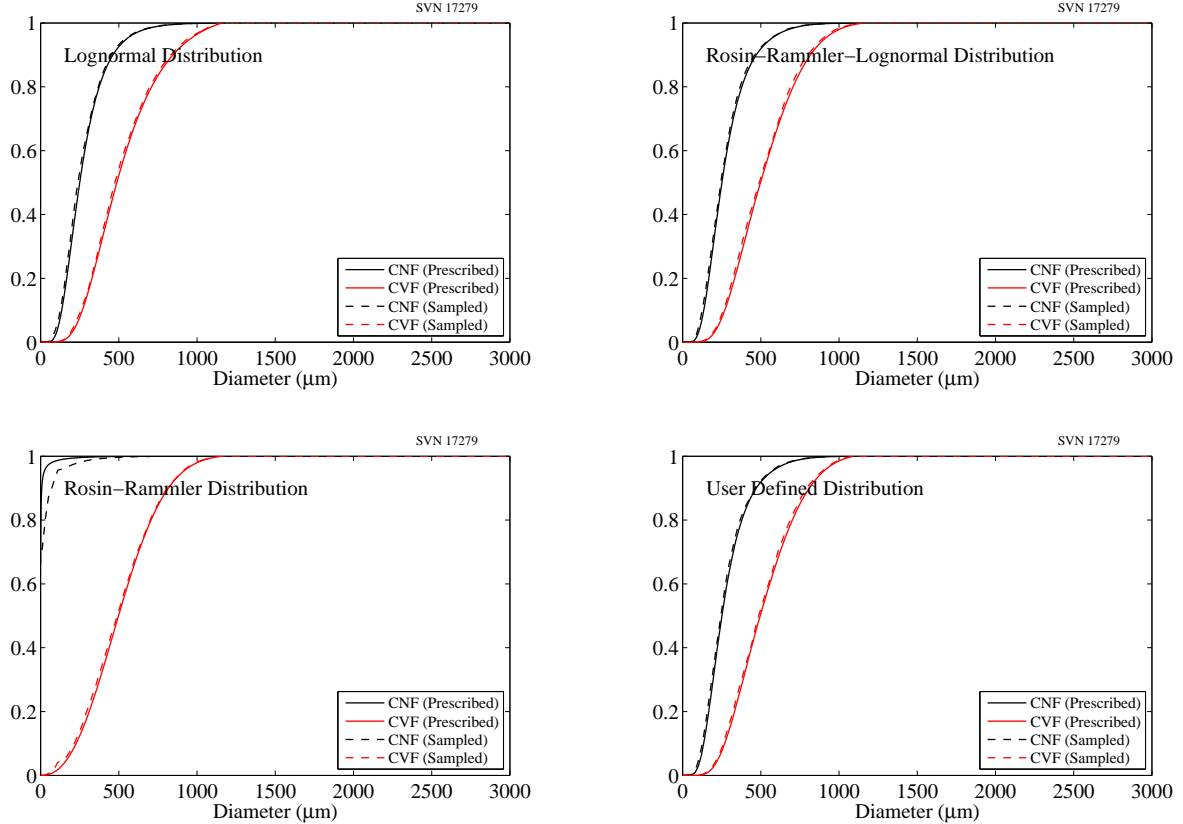 SVN 17279
Lognormal Distribution
1
0.8
0.6
0.4
0.2
0
CNF (Prescribed)
CVF (Prescribed)
CNF (Sampled)
CVF (Sampled)
0 500 1000 1500 2000 2500 3000
Diameter (μm)
SVN 17279
Rosin−Rammler−Lognormal Distribution
1
0.8
0.6
0.4
0.2
0
CNF (Prescribed)
CVF (Prescribed)
CNF (Sampled)
CVF (Sampled)
0 500 1000 1500 2000 2500 3000
Diameter (μm)
SVN 17279
Rosin−Rammler Distribution
1
0.8
0.6
0.4
0.2
0
CNF (Prescribed)
CVF (Prescribed)
CNF (Sampled)
CVF (Sampled)
0 500 1000 1500 2000 2500 3000
Diameter (μm)
SVN 17279
User Defined Distribution
1
0.8
0.6
0.4
0.2
0
CNF (Prescribed)
CVF (Prescribed)
CNF (Sampled)
CVF (Sampled)
0 500 1000 1500 2000 2500 3000
Diameter (μm)